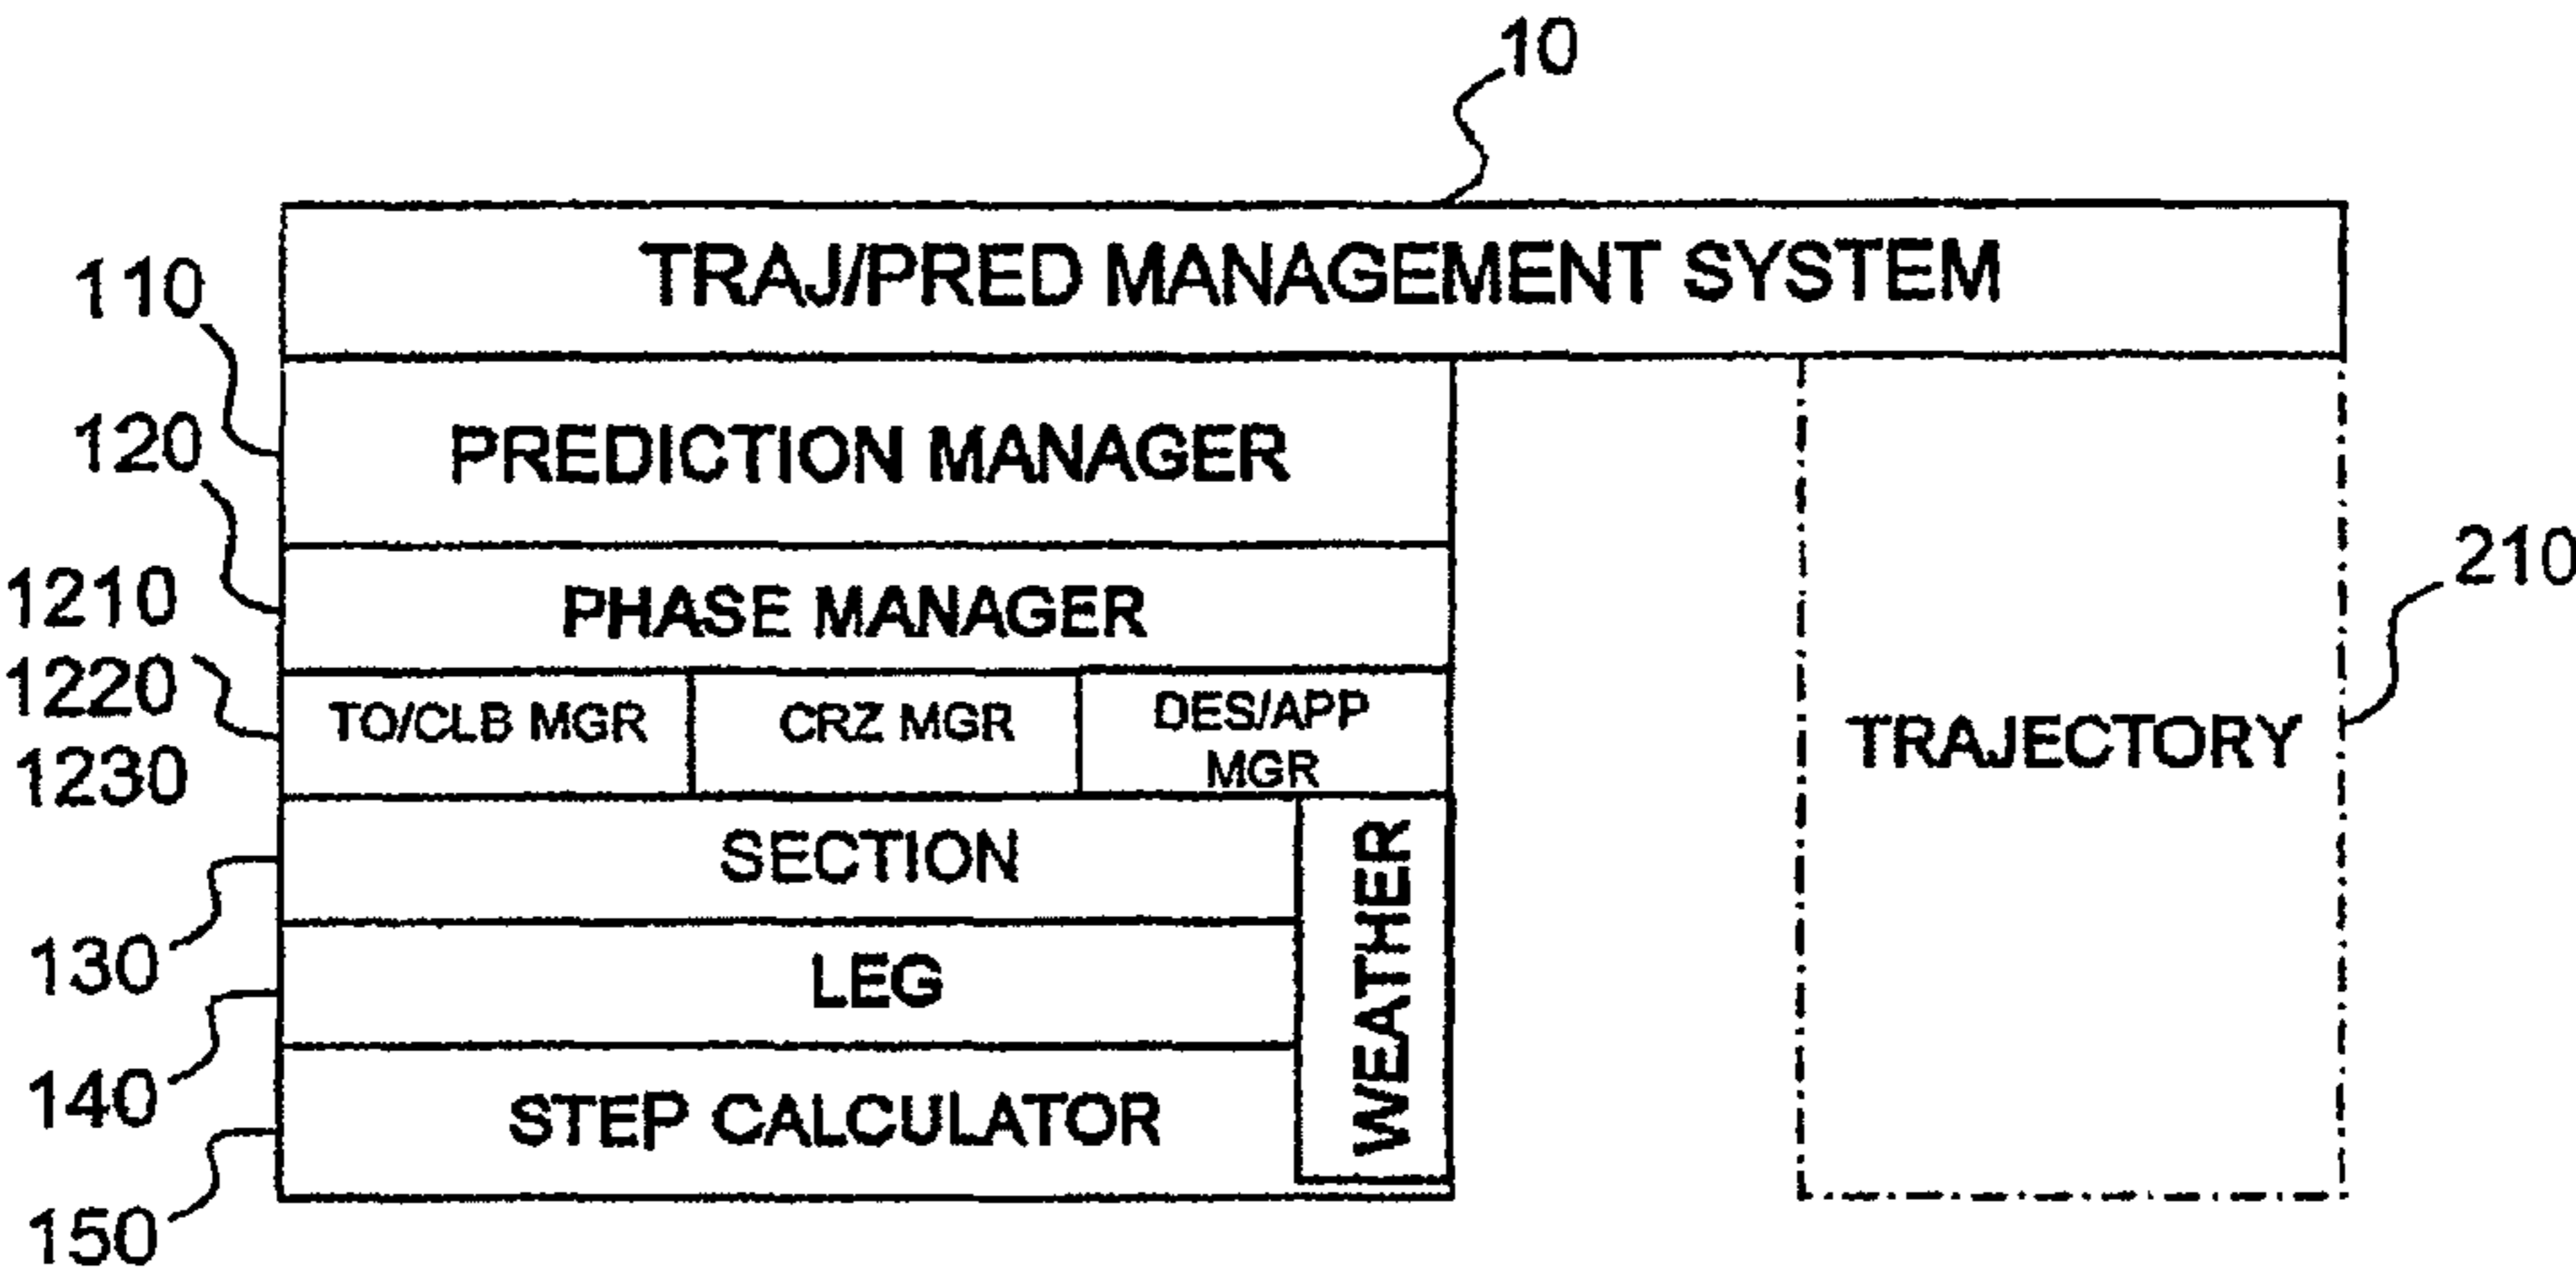 10
TRAJ/PRED MANAGEMENT SYSTEM
110
PREDICTION MANAGER
120
PHASE MANAGER
1210
1220
1230
TO/CLB MGR
CRZ MGR
DES/APP
MGR
210
TRAJECTORY
SECTION
WEATHER
130
LEG
140
STEP CALCULATOR
150